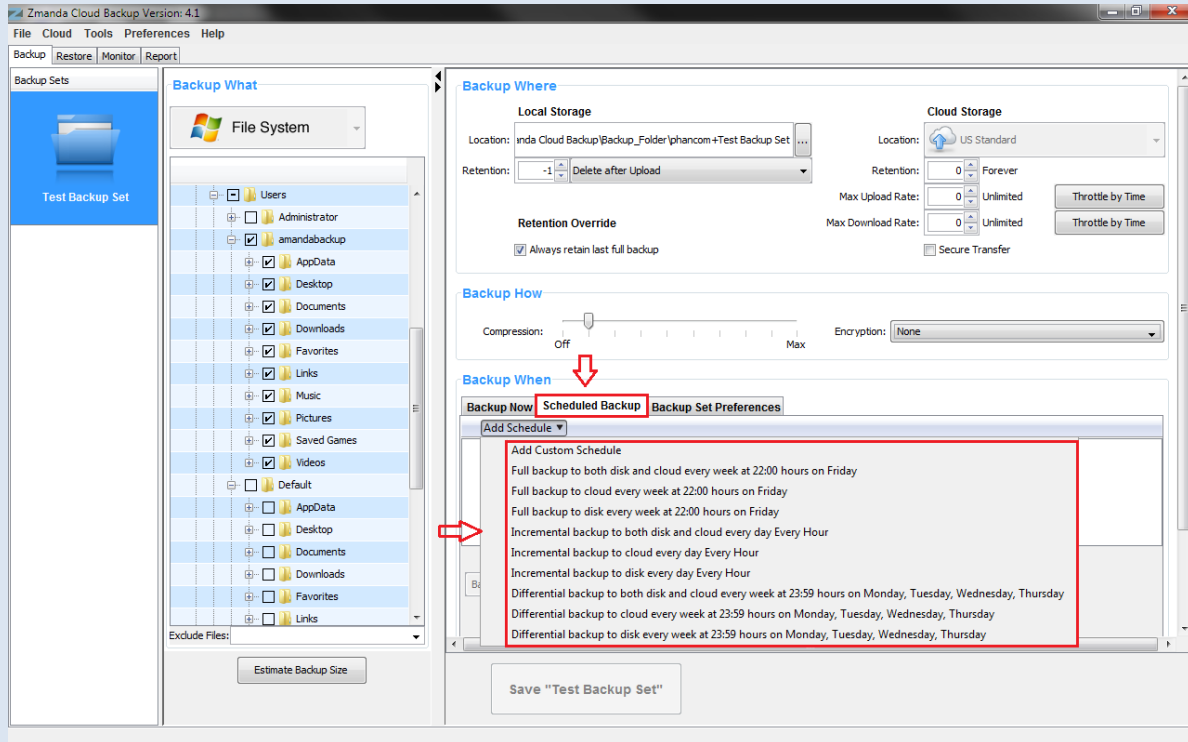 Zmanda Cloud Backup Version: 4.1
File Cloud Tools Preferences Help
Backup Restore Monitor Report
Backup Sets
Test Backup Set
Backup What
File System
Users
Administrator
amandabackup
AppData
Desktop
Documents
Downloads
Favorites
Links
Music
Pictures
Saved Games
Videos
Default
AppData
Desktop
Documents
Downloads
Favorites
Links
Exclude Files:
Estimate Backup Size
Backup Where
Local Storage
Location: anda Cloud Backup\Backup_Folder\phancom+Test Backup Set ...
Retention: -1 Delete after Upload
Retention Override
Always retain last full backup
Cloud Storage
Location: US Standard
Retention: 0 Forever
Max Upload Rate: 0 Unlimited Throttle by Time
Max Download Rate: 0 Unlimited Throttle by Time
Secure Transfer
Backup How
Compression:
Off Max
Encryption: None
Backup When
Backup Now Scheduled Backup Backup Set Preferences
Add Schedule
Add Custom Schedule
Full backup to both disk and cloud every week at 22:00 hours on Friday
Full backup to cloud every week at 22:00 hours on Friday
Full backup to disk every week at 22:00 hours on Friday
Incremental backup to both disk and cloud every day Every Hour
Incremental backup to cloud every day Every Hour
Incremental backup to disk every day Every Hour
Differential backup to both disk and cloud every week at 23:59 hours on Monday, Tuesday, Wednesday, Thursday
Differential backup to cloud every week at 23:59 hours on Monday, Tuesday, Wednesday, Thursday
Differential backup to disk every week at 23:59 hours on Monday, Tuesday, Wednesday, Thursday
Save "Test Backup Set"